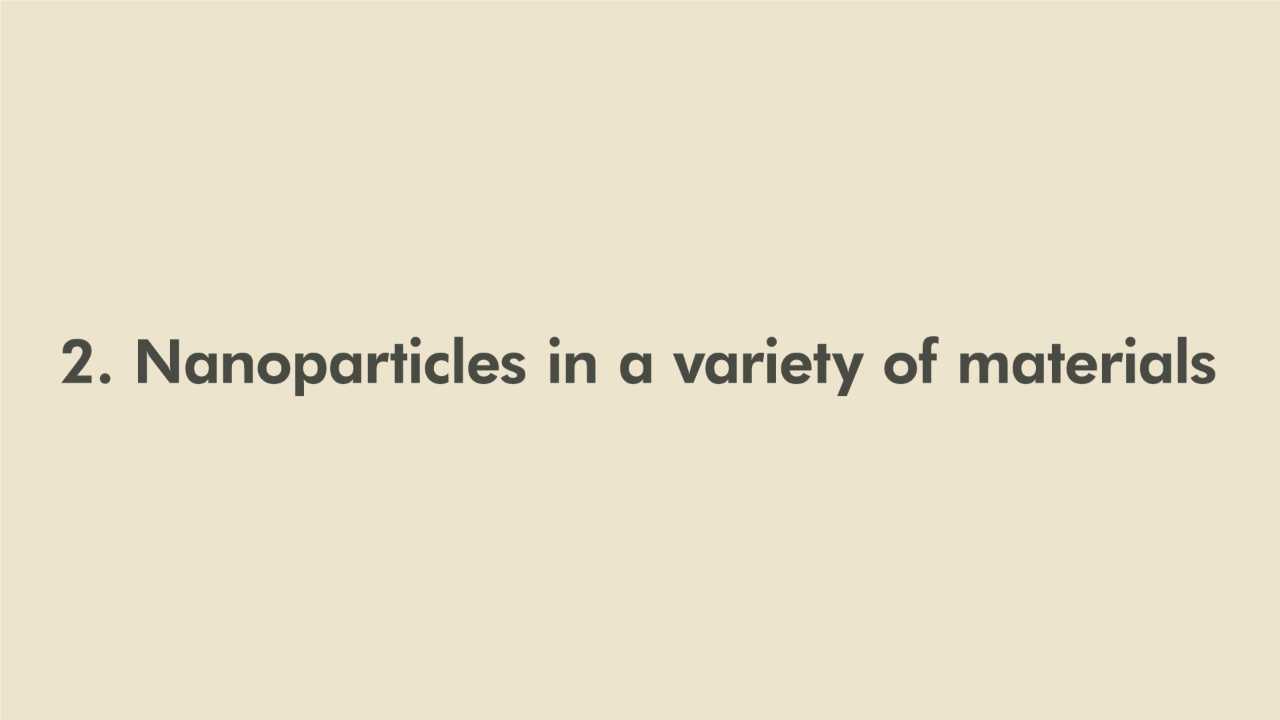 2. Nanoparticles in a variety of materials